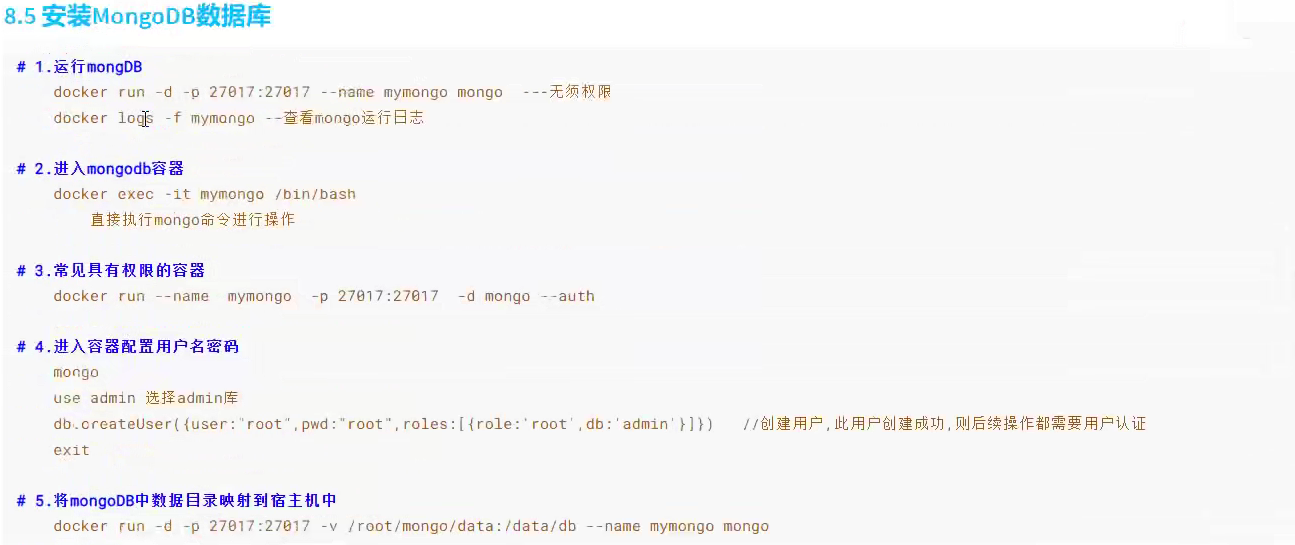 8.5 安装MongoDB数据库
# 1.运行mongDB
docker run -d -p 27017:27017 --name mymongo mongo ---无须权限
docker logs -f mymongo --查看mongo运行日志
# 2.进入mongodb容器
docker exec -it mymongo /bin/bash
直接执行mongo命令进行操作
# 3.常见具有权限的容器
docker run --name mymongo -p 27017:27017 -d mongo --auth
# 4.进入容器配置用户名密码
mongo
use admin 选择admin库
db.createUser({user:"root",pwd:"root",roles:[{role:'root',db:'admin'}]}) //创建用户,此用户创建成功,则后续操作都需要用户认证
exit
# 5.将mongoDB中数据目录映射到宿主机中
docker run -d -p 27017:27017 -v /root/mongo/data:/data/db --name mymongo mongo